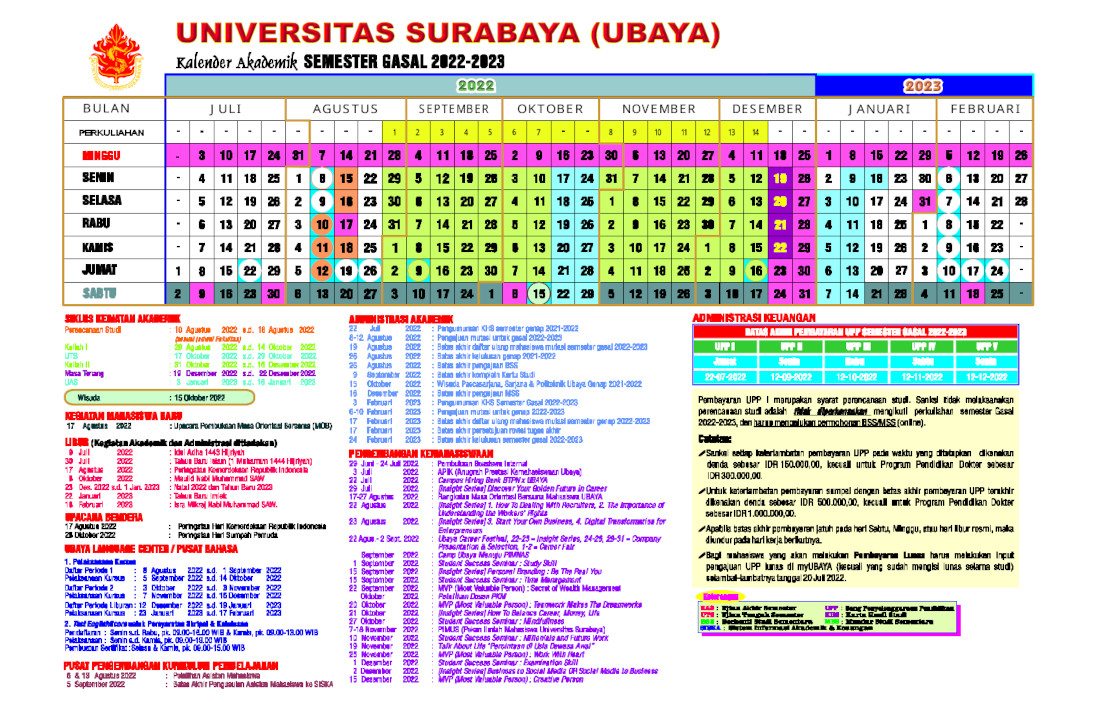 UNIVERSITAS SURABAYA (UBAYA)
Kalender Akademik SEMESTER GASAL 2022-2023
2022 2023
BULAN JULI AGUSTUS SEPTEMBER OKTOBER NOVEMBER DESEMBER JANUARI FEBRUARI
PERKULIAHAN - - - - - - - - - 1 2 3 4 5 6 7 - - 8 9 10 11 12 13 14 - - - - - - - - - - -
MINGGU - 3 10 17 24 31 7 14 21 28 4 11 18 25 2 9 16 23 30 6 13 20 27 4 11 18 25 1 8 15 22 29 5 12 19 26
SENIN - 4 11 18 25 1 8 15 22 29 5 12 19 26 3 10 17 24 31 7 14 21 28 5 12 19 26 2 9 16 23 30 6 13 20 27
SELASA - 5 12 19 26 2 9 16 23 30 6 13 20 27 4 11 18 25 1 8 15 22 29 6 13 20 27 3 10 17 24 31 7 14 21 28
RABU - 6 13 20 27 3 10 17 24 31 7 14 21 28 5 12 19 26 2 9 16 23 30 7 14 21 28 4 11 18 25 1 8 15 22 -
KAMIS - 7 14 21 28 4 11 18 25 1 8 15 22 29 6 13 20 27 3 10 17 24 1 8 15 22 29 5 12 19 26 2 9 16 23 -
JUMAT 1 8 15 22 29 5 12 19 26 2 9 16 23 30 7 14 21 28 4 11 18 25 2 9 16 23 30 6 13 20 27 3 10 17 24 -
SABTU 2 9 16 23 30 6 13 20 27 3 10 17 24 1 8 15 22 29 5 12 19 26 3 10 17 24 31 7 14 21 28 4 11 18 25 -
SIKLUS KEGIATAN AKADEMIK
Perencanaan Studi : 10 Agustus 2022 s.d. 18 Agustus 2022
(sesuai jadwal Fakultas)
Kuliah I : 29 Agustus 2022 s.d. 14 Oktober 2022
UTS : 17 Oktober 2022 s.d. 29 Oktober 2022
Kuliah II : 31 Oktober 2022 s.d. 16 Desember 2022
Masa Tenang : 19 Desember 2022 s.d. 22 Desember 2022
UAS : 3 Januari 2023 s.d. 16 Januari 2023
Wisuda : 15 Oktober 2022
KEGIATAN MAHASISWA BARU
17 Agustus 2022 : Upacara Pembukaan Masa Orientasi Bersama (MOB)
LIBUR (Kegiatan Akademik dan Administrasi ditiadakan)
9 Juli 2022 : Idul Adha 1443 Hijriyah
30 Juli 2022 : Tahun Baru Islam (1 Muharram 1444 Hijriyah)
17 Agustus 2022 : Peringatan Kemerdekaan Republik Indonesia
8 Oktober 2022 : Maulid Nabi Muhammad SAW
23 Des. 2022 s.d. 1 Jan. 2023 : Natal 2022 dan Tahun Baru 2023
22 Januari 2023 : Tahun Baru Imlek
18 Februari 2023 : Isra Mikraj Nabi Muhammad SAW.
UPACARA BENDERA
17 Agustus 2022 : Peringatan Hari Kemerdekaan Republik Indonesia
28 Oktober 2022 : Peringatan Hari Sumpah Pemuda
UBAYA LANGUAGE CENTER / PUSAT BAHASA
1. Pelaksanaan Kursus
Daftar Periode 1 : 8 Agustus 2022 s.d. 1 September 2022
Pelaksanaan Kursus : 5 September 2022 s.d. 14 Oktober 2022
Daftar Periode 2 : 3 Oktober 2022 s.d. 3 November 2022
Pelaksanaan Kursus : 7 November 2022 s.d. 16 Desember 2022
Daftar Periode Liburan : 12 Desember 2022 s.d. 19 Januari 2023
Pelaksanaan Kursus : 23 Januari 2023 s.d. 17 Februari 2023
2. Test English untuk Persyaratan Skripsi & Kelulusan
Pendaftaran : Senin s.d. Rabu, pk. 09.00-16.00 WIB & Kamis, pk. 09.00-13.00 WIB
Pelaksanaan : Senin s.d. Kamis, pk. 09.00-18.00 WIB
Pembuatan Sertifikat : Selasa & Kamis, pk. 09.00-15.00 WIB
PUSAT PENGEMBANGAN KURIKULUM PEMBELAJARAN
6 & 13 Agustus 2022 : Pelatihan Asisten Mahasiswa
5 September 2022 : Batas Akhir Pengusulan Asisten Mahasiswa ke SISKA
ADMINISTRASI AKADEMIK
22 Juli 2022 : Pengumuman KHS semester genap 2021-2022
8-12 Agustus 2022 : Pengajuan mutasi untuk gasal 2022-2023
19 Agustus 2022 : Batas akhir daftar ulang mahasiswa mutasi semester gasal 2022-2023
26 Agustus 2022 : Batas akhir kelulusan genap 2021-2022
26 Agustus 2022 : Batas akhir pengajuan BSS
9 September 2022 : Batas akhir komplain Kartu Studi
15 Oktober 2022 : Wisuda Pascasarjana, Sarjana & Politeknik Ubaya Genap 2021-2022
16 Desember 2022 : Batas akhir pengajuan MSS
3 Februari 2023 : Pengumuman KHS Semester Gasal 2022-2023
6-10 Februari 2023 : Pengajuan mutasi untuk genap 2022-2023
17 Februari 2023 : Batas akhir daftar ulang mahasiswa mutasi semester genap 2022-2023
17 Februari 2023 : Batas akhir persetujuan revisi tugas akhir
24 Februari 2023 : Batas akhir kelulusan semester gasal 2022-2023
PENGEMBANGAN KEMAHASISWAAN
29 Juni - 24 Juli 2022 : Pembukaan Beasiswa Internal
3 Juli 2022 : APIK (Anugrah Prestasi Kemahasiswaan Ubaya)
22 Juli 2022 : Campus Hiring Bank BTPN x UBAYA
29 Juli 2022 : [Insight Series] Discover Your Golden Future in Career
17-27 Agustus 2022 : Rangkaian Masa Orientasi Bersama Mahasiswa UBAYA
22 Agustus 2022 : [Insight Series] 1. How To Dealing With Recruiters, 2. The Importance of Understanding the Workers' Rights
23 Agustus 2022 : [Insight Series] 3. Start Your Own Business, 4. Digital Transformation for Enterpreneurs
22 Agus - 2 Sept. 2022 : Ubaya Career Festival, 22-23 = Insight Series, 24-26, 29-31 = Company Presentation & Selection, 1-2 = Career Fair
September 2022 : Camp Ubaya Menuju PIMNAS
1 September 2022 : Student Success Seminar : Study Skill
15 September 2022 : [Insight Series] Personal Branding : Be The Real You
15 September 2022 : Student Success Seminar : Time Management
22 September 2022 : MVP (Most Valuable Person) : Secret of Wealth Management
Oktober 2022 : Pelatihan Dosen PKM
20 Oktober 2022 : MVP (Most Valuable Person) : Teamwork Makes The Dreamworks
21 Oktober 2022 : [Insight Series] How To Balance Career, Money, Life
27 Oktober 2022 : Student Success Seminar : Mindfulness
7-18 November 2022 : PIMUS (Pekan Ilmiah Mahasiswa Universitas Surabaya)
10 November 2022 : Student Success Seminar : Millenials and Future Work
19 November 2022 : Talk About Life "Percintaan di Usia Dewasa Awal"
25 November 2022 : MVP (Most Valuable Person) : Work With Heart
1 Desember 2022 : Student Success Seminar : Examination Skill
2 Desember 2022 : [Insight Series] Business to Social Media OR Social Media to Business
15 Desember 2022 : MVP (Most Valuable Person) : Creative Person
ADMINISTRASI KEUANGAN
BATAS AKHIR PEMBAYARAN UPP SEMESTER GASAL 2022-2023
UPP I UPP II UPP III UPP IV UPP V
Jumat Senin Rabu Jumat Senin
22-07-2022 12-09-2022 12-10-2022 12-11-2022 12-12-2022
Pembayaran UPP I merupakan syarat perencanaan studi. Sanksi tidak melaksanakan
perencanaan studi adalah tidak diperkenankan mengikuti perkuliahan semester Gasal
2022-2023, dan harus mengajukan permohonan BSS/MSS (online).
Catatan:
Sanksi setiap keterlambatan pembayaran UPP pada waktu yang ditetapkan dikenakan
denda sebesar IDR 150.000,00, kecuali untuk Program Pendidikan Dokter sebesar
IDR 300.000,00.
Untuk keterlambatan pembayaran sampai dengan batas akhir pembayaran UPP terakhir
dikenakan denda sebesar IDR 500.000,00, kecuali untuk Program Pendidikan Dokter
sebesar IDR 1.000.000,00.
Apabila batas akhir pembayaran jatuh pada hari Sabtu, Minggu, atau hari libur resmi, maka
diundur pada hari kerja berikutnya.
Bagi mahasiswa yang akan melakukan Pembayaran Lunas harus melakukan input
pengajuan UPP lunas di myUBAYA (kecuali yang sudah mengisi lunas selama studi)
selambat-lambatnya tanggal 20 Juli 2022.
Keterangan
UAS : Ujian Akhir Semester UPP : Uang Penyelenggaraan Pendidikan
UTS : Ujian Tengah Semester KHS : Kartu Hasil Studi
BSS : Berhenti Studi Sementara MSS : Mundur Studi Sementara
SISKA : Sistem Informasi Akademik & Keuangan